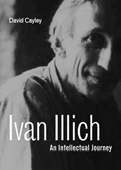 David Cayley
Ivan Illich
An Intellectual Journey